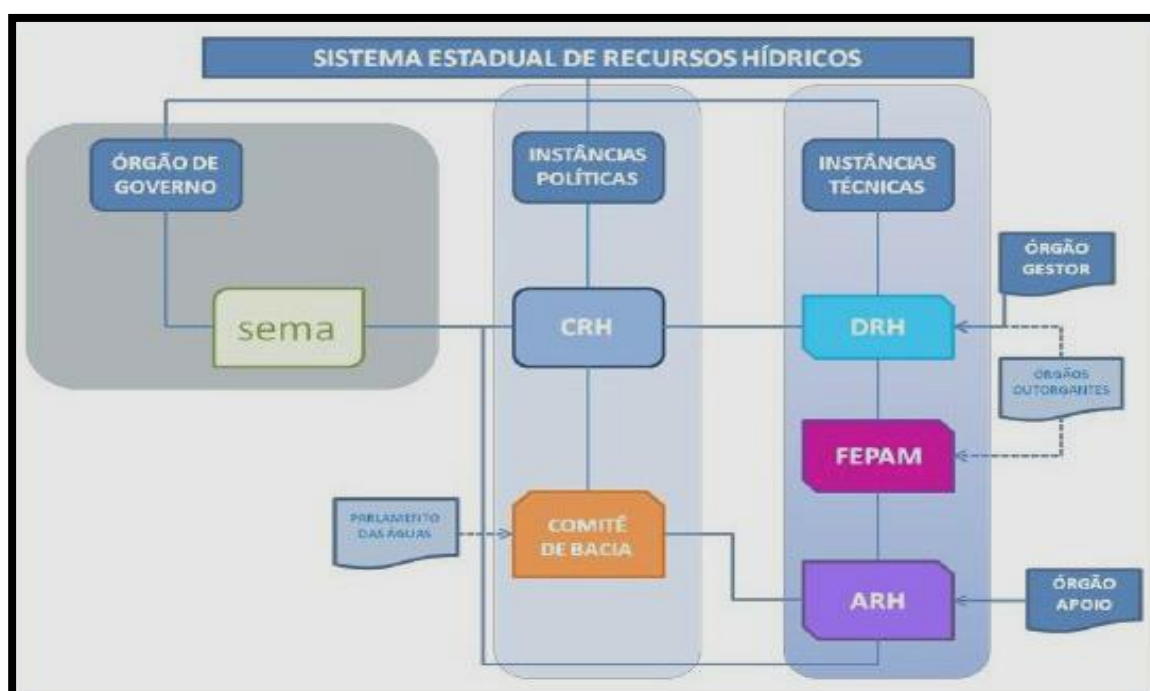 SISTEMA ESTADUAL DE RECURSOS HÍDRICOS
ÓRGÃO DE
GOVERNO
INSTÂNCIAS
POLÍTICAS
INSTÂNCIAS
TÉCNICAS
ÓRGÃO
GESTOR
sema
CRH
DRH
ÓRGÃOS
OUTORGANTES
FEPAM
PARLAMENTO
DAS ÁGUAS
COMITÊ
DE BACIA
ARH
ÓRGÃO
APOIO